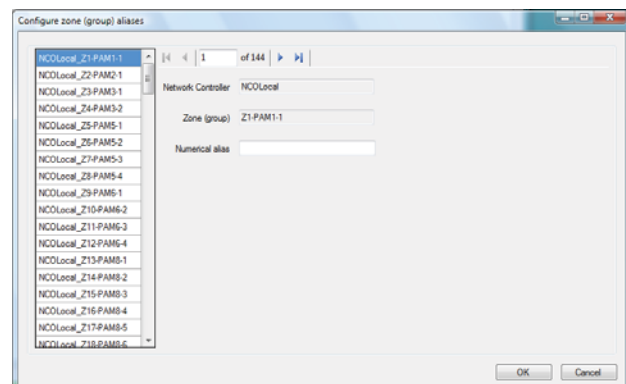 Configure zone (group) aliases
NCOLocal_Z1-PAM1-1
NCOLocal_Z2-PAM2-1
NCOLocal_Z3-PAM3-1
NCOLocal_Z4-PAM3-2
NCOLocal_Z5-PAM5-1
NCOLocal_Z6-PAM5-2
NCOLocal_Z7-PAM5-3
NCOLocal_Z8-PAM5-4
NCOLocal_Z9-PAM6-1
NCOLocal_Z10-PAM6-2
NCOLocal_Z11-PAM6-3
NCOLocal_Z12-PAM6-4
NCOLocal_Z13-PAM8-1
NCOLocal_Z14-PAM8-2
NCOLocal_Z15-PAM8-3
NCOLocal_Z16-PAM8-4
NCOLocal_Z17-PAM8-5
NCOLocal_Z18-PAM8-6
1 of 144
Network Controller NCOLocal
Zone (group) Z1-PAM1-1
Numerical alias
OK Cancel